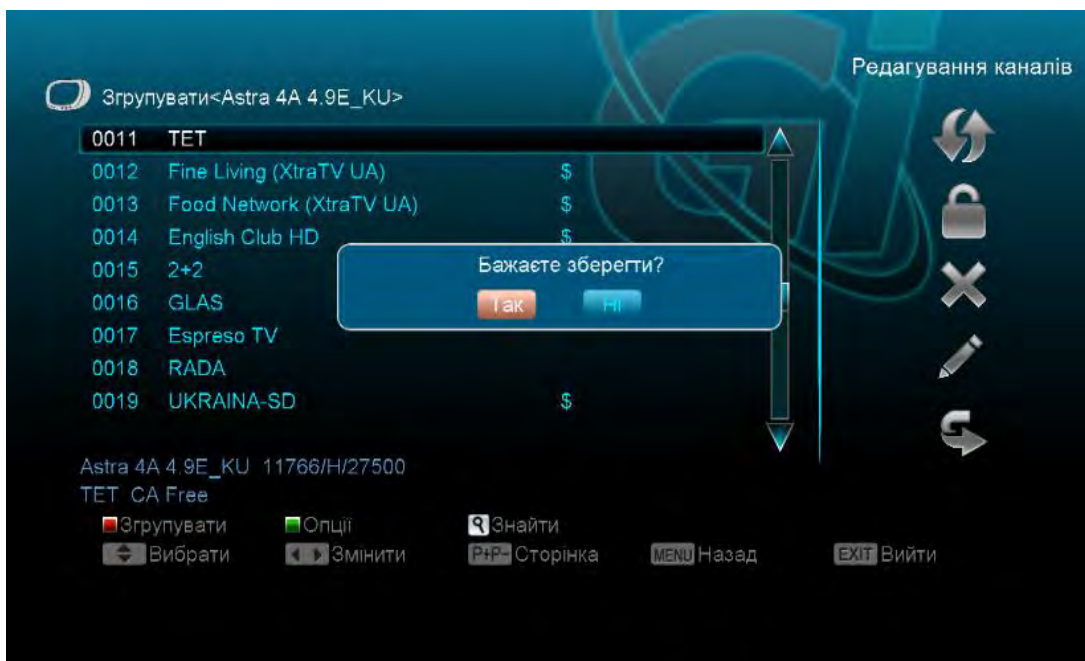 Редагування каналів
Згрупувати<Astra 4A 4.9E_KU>
0011 TET
0012 Fine Living (XtraTV UA) $
0013 Food Network (XtraTV UA) $
0014 English Club HD $
0015 2+2
0016 GLAS
0017 Espreso TV
0018 RADA
0019 UKRAINA-SD $
Бажаєте зберегти?
Так Ні
Astra 4A 4.9E_KU 11766/H/27500
TET CA Free
Згрупувати Опції Знайти
Вибрати Змінити P+P- Сторінка MENU Назад EXIT Вийти